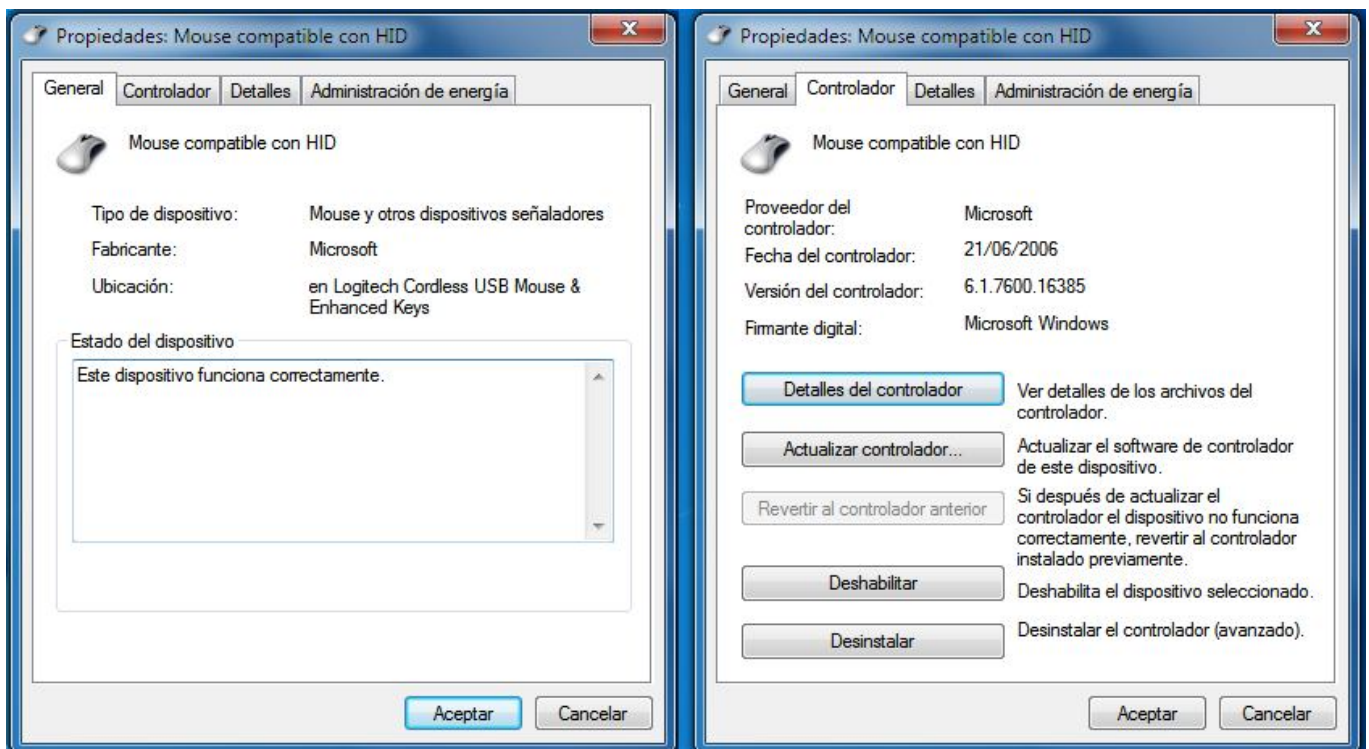 Propiedades: Mouse compatible con HID
General
Controlador
Detalles
Administración de energía
Mouse compatible con HID
Tipo de dispositivo: Mouse y otros dispositivos señaladores
Fabricante: Microsoft
Ubicación: en Logitech Cordless USB Mouse &
Enhanced Keys
Estado del dispositivo
Este dispositivo funciona correctamente.
Aceptar
Cancelar
Propiedades: Mouse compatible con HID
General
Controlador
Detalles
Administración de energía
Mouse compatible con HID
Proveedor del
controlador:
Microsoft
Fecha del controlador: 21/06/2006
Versión del controlador: 6.1.7600.16385
Firmante digital: Microsoft Windows
Detalles del controlador
Ver detalles de los archivos del
controlador.
Actualizar controlador...
Actualizar el software de controlador
de este dispositivo.
Revertir al controlador anterior
Si después de actualizar el
controlador el dispositivo no funciona
correctamente, revertir al controlador
instalado previamente.
Deshabilitar
Deshabilita el dispositivo seleccionado.
Desinstalar
Desinstalar el controlador (avanzado).
Aceptar
Cancelar